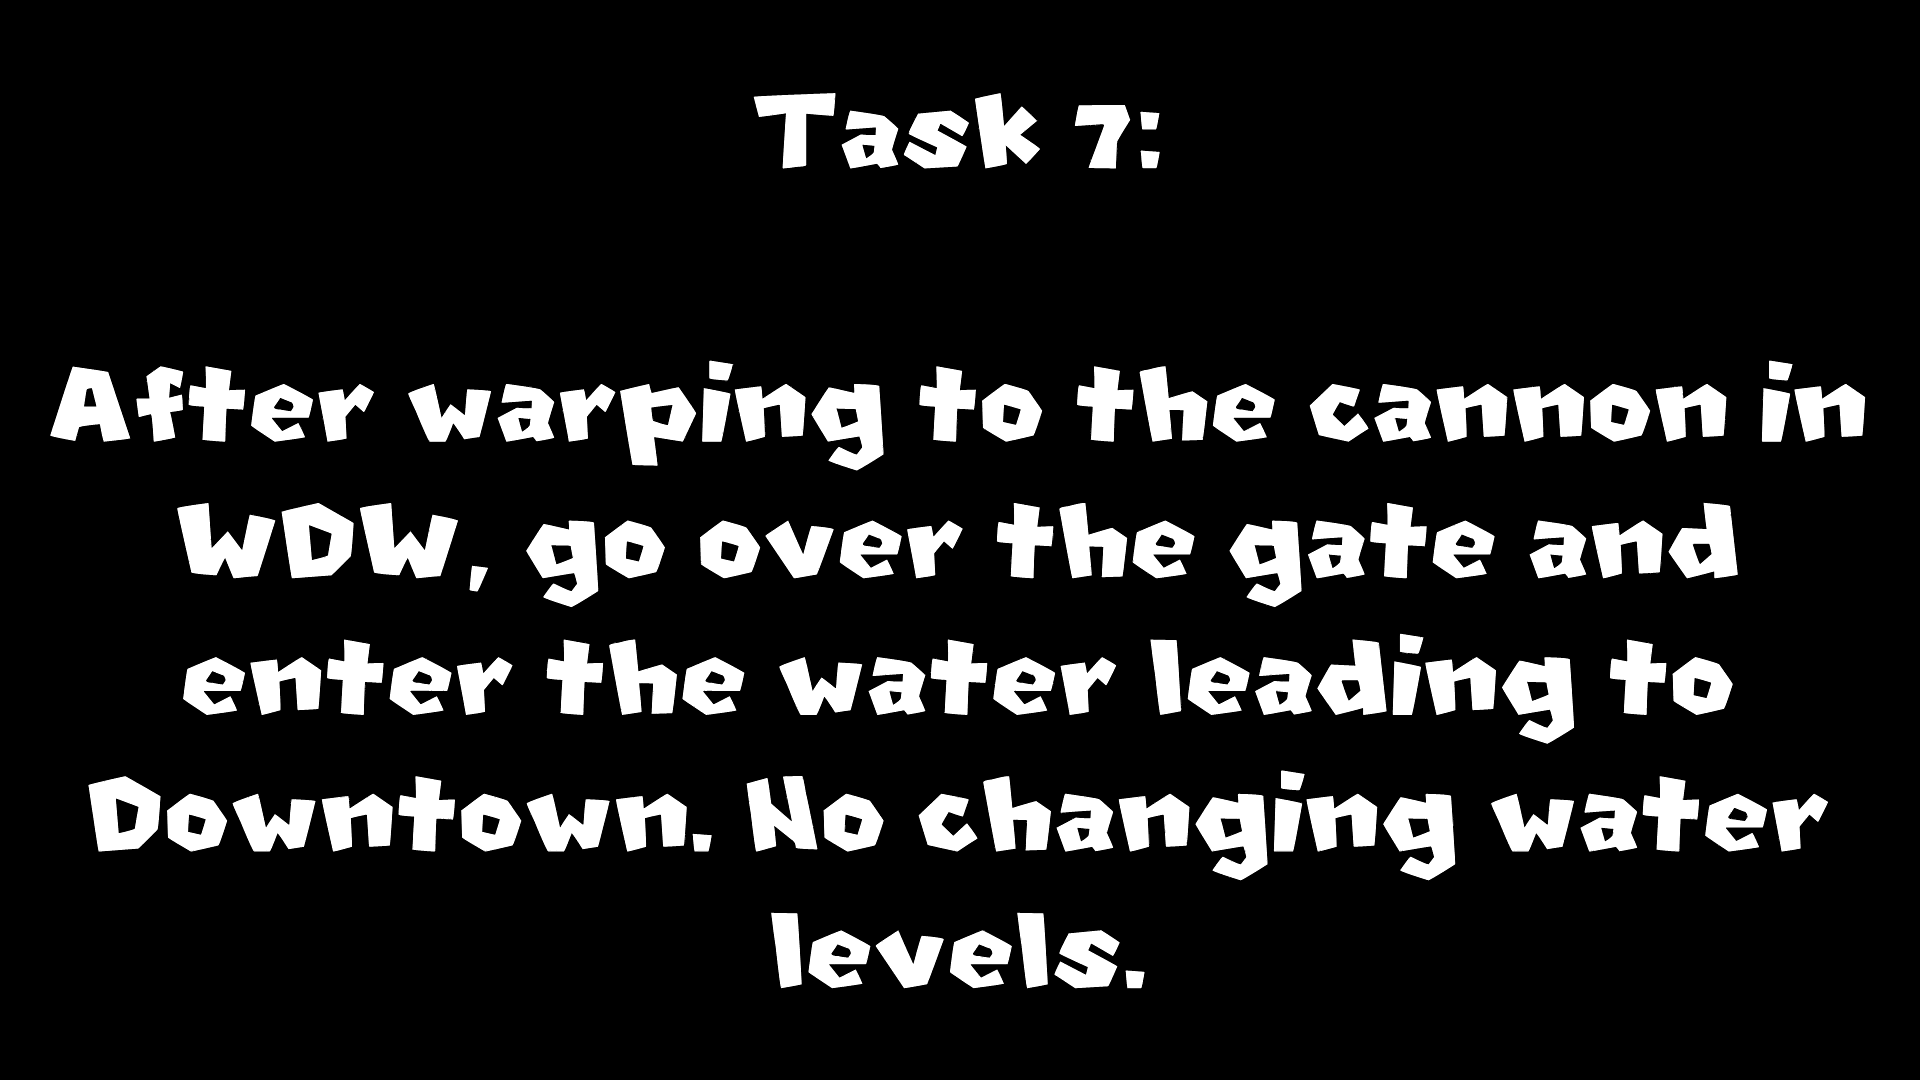 Task 7:
After warping to the cannon in
WDW, go over the gate and
enter the water leading to
Downtown. No changing water
levels.